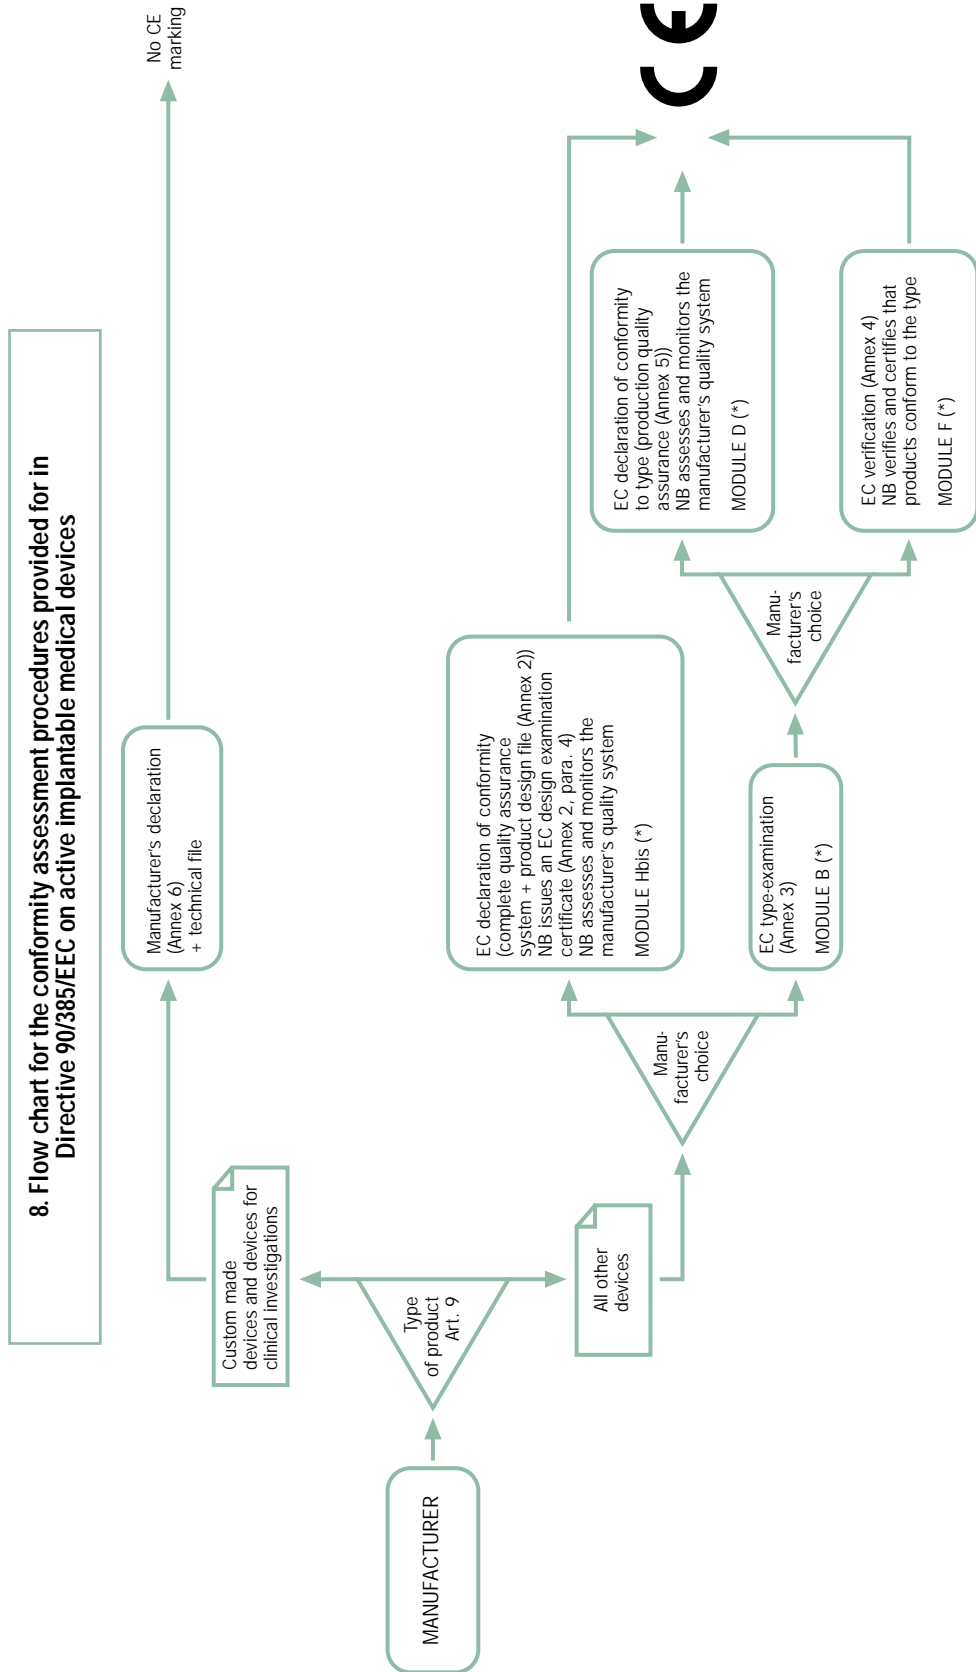 8. Flow chart for the conformity assessment procedures provided for in
Directive 90/385/EEC on active implantable medical devices
MANUFACTURER
Type
of product
Art. 9
Custom made
devices and devices for
clinical investigations
Manufacturer's declaration
(Annex 6)
+ technical file
No CE
marking
All other
devices
Manu-
facturer's
choice
EC declaration of conformity
(complete quality assurance
system + product design file (Annex 2))
NB issues an EC design examination
certificate (Annex 2, para. 4)
NB assesses and monitors the
manufacturer's quality system
MODULE Hbis (*)
EC type-examination
(Annex 3)
MODULE B (*)
Manu-
facturer's
choice
EC declaration of conformity
to type (production quality
assurance (Annex 5))
NB assesses and monitors the
manufacturer's quality system
MODULE D (*)
EC verification (Annex 4)
NB verifies and certifies that
products conform to the type
MODULE F (*)
CE